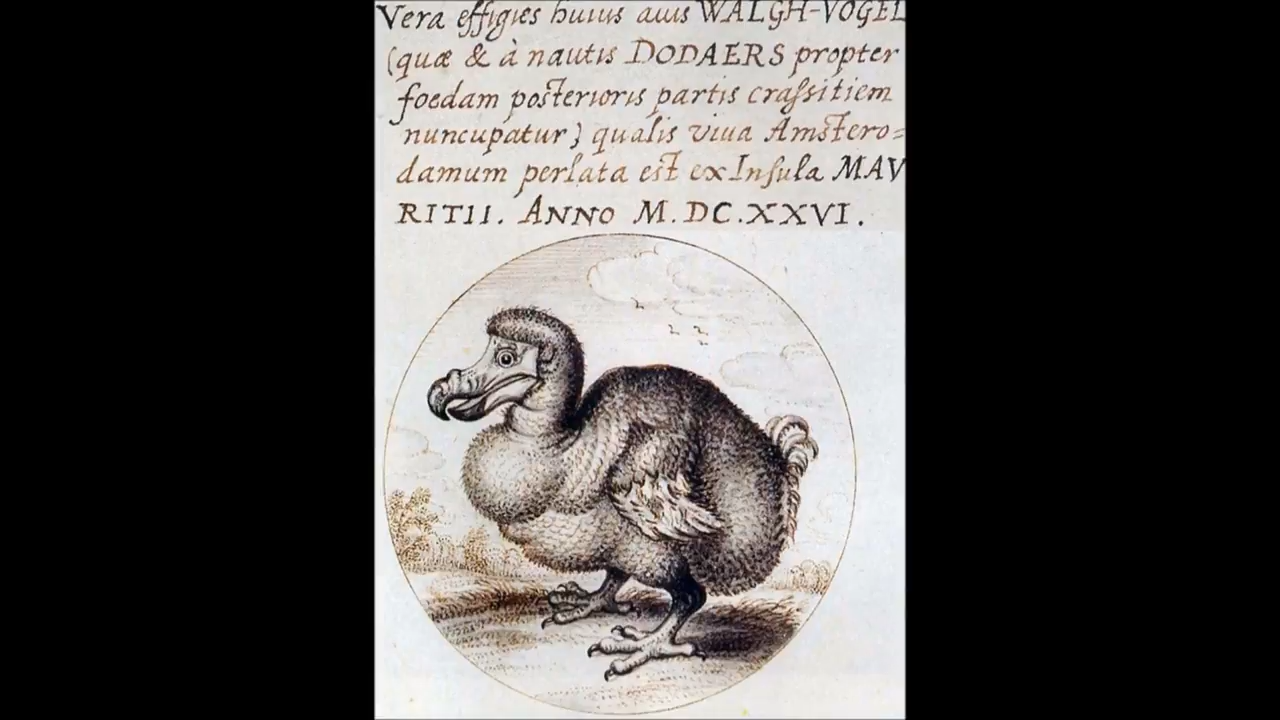 Vera effigies huius auis WALGH-VOGEL
(quæ & à nautis DODAERS propter
foedam posterioris partis crassitiem
nuncupatur) qualis viua Amstero=
damum perlata est ex Insula MAV
RITII. ANNO M.DC.XXVI.